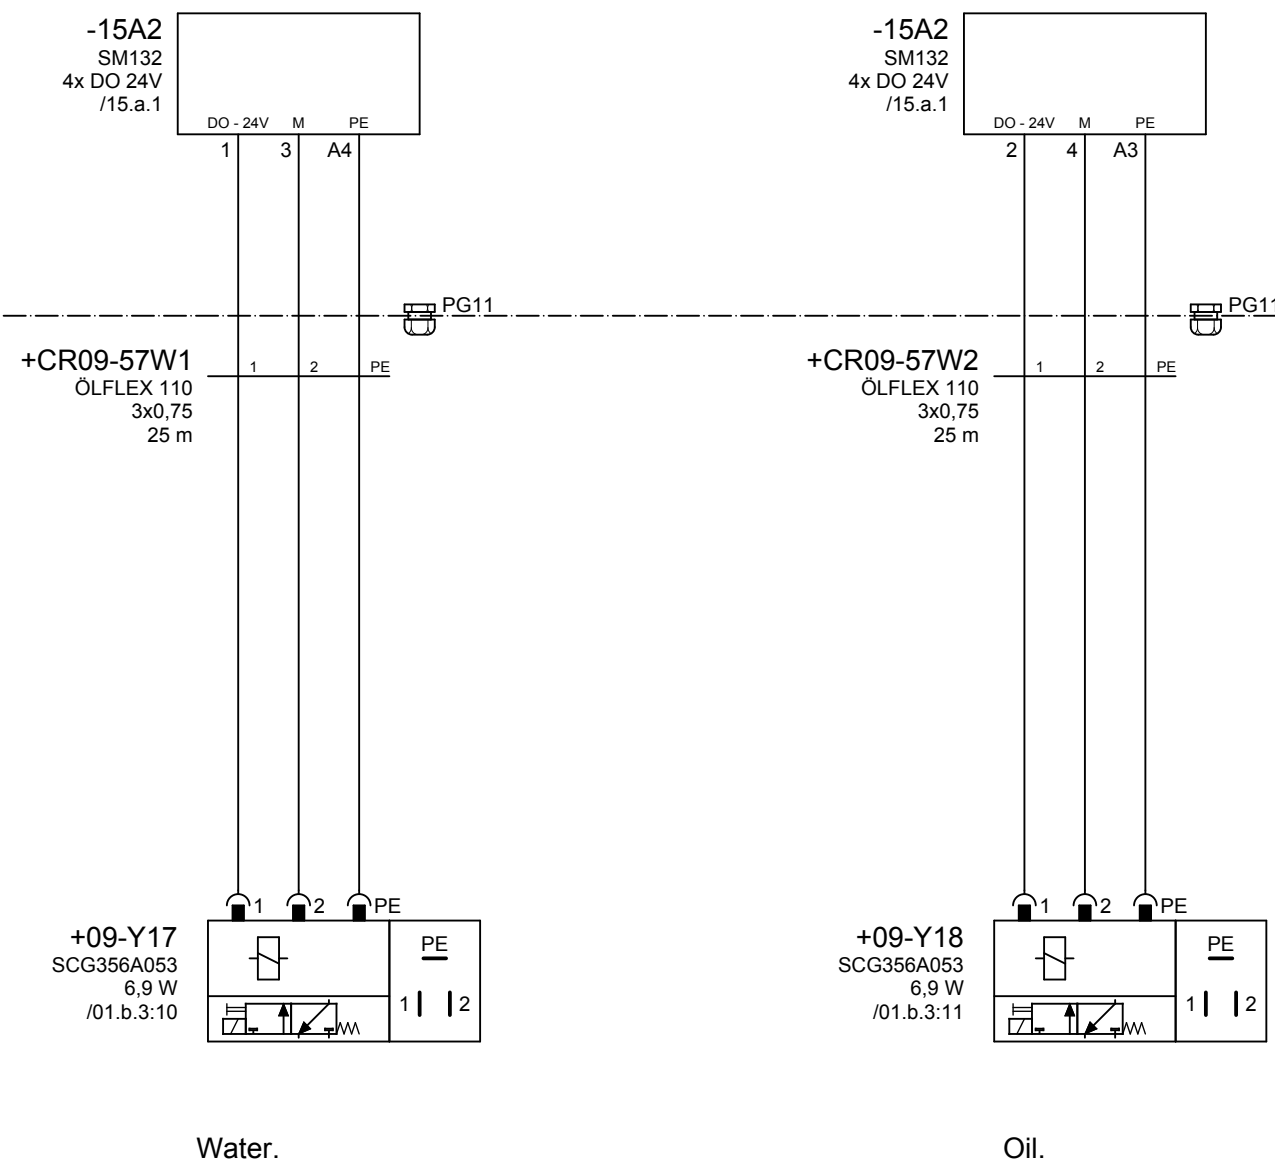 -15A2
SM132
4x DO 24V
/15.a.1
DO - 24V M PE
1 3 A4
PG11
+CR09-57W1
ÖLFLEX 110
3x0,75
25 m
1 2 PE
1 2 PE
+09-Y17
SCG356A053
6,9 W
/01.b.3:10
PE
1 2
Water.
-15A2
SM132
4x DO 24V
/15.a.1
DO - 24V M PE
2 4 A3
PG11
+CR09-57W2
ÖLFLEX 110
3x0,75
25 m
1 2 PE
1 2 PE
+09-Y18
SCG356A053
6,9 W
/01.b.3:11
PE
1 2
Oil.